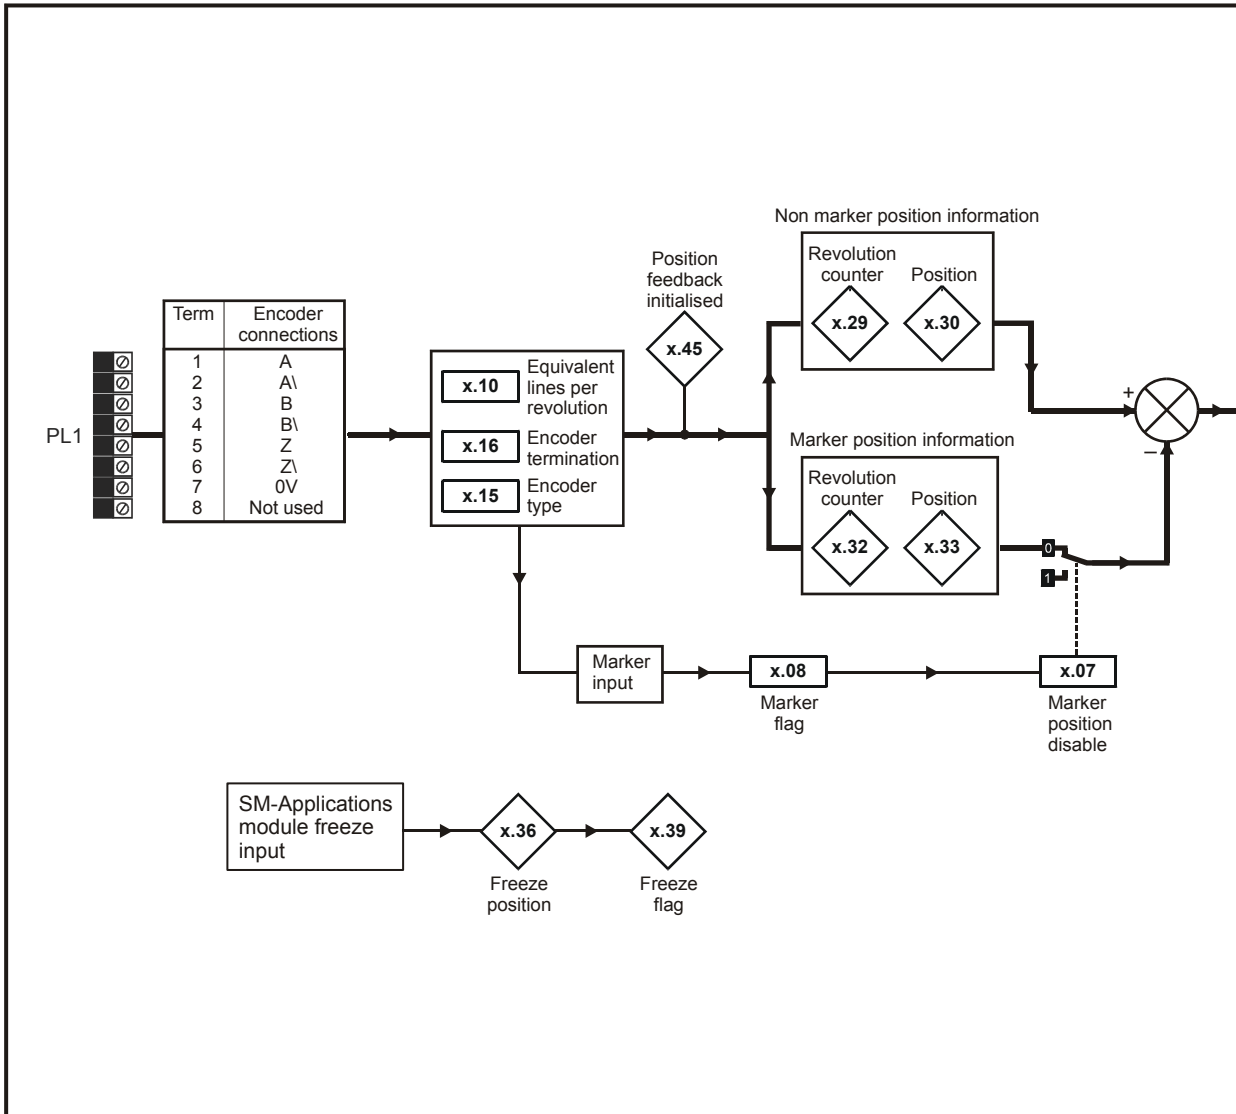 Non marker position information
Revolution
counter
Position
x.29
x.30
Position
feedback
initialised
x.45
Term
Encoder
connections
1 A
2 A\
3 B
4 B\
5 Z
6 Z\
7 0V
8 Not used
PL1
x.10
Equivalent
lines per
revolution
x.16
Encoder
termination
x.15
Encoder
type
+
–
Marker position information
Revolution
counter
Position
x.32
x.33
0
1
Marker
input
x.08
Marker
flag
x.07
Marker
position
disable
SM-Applications
module freeze
input
x.36
Freeze
position
x.39
Freeze
flag